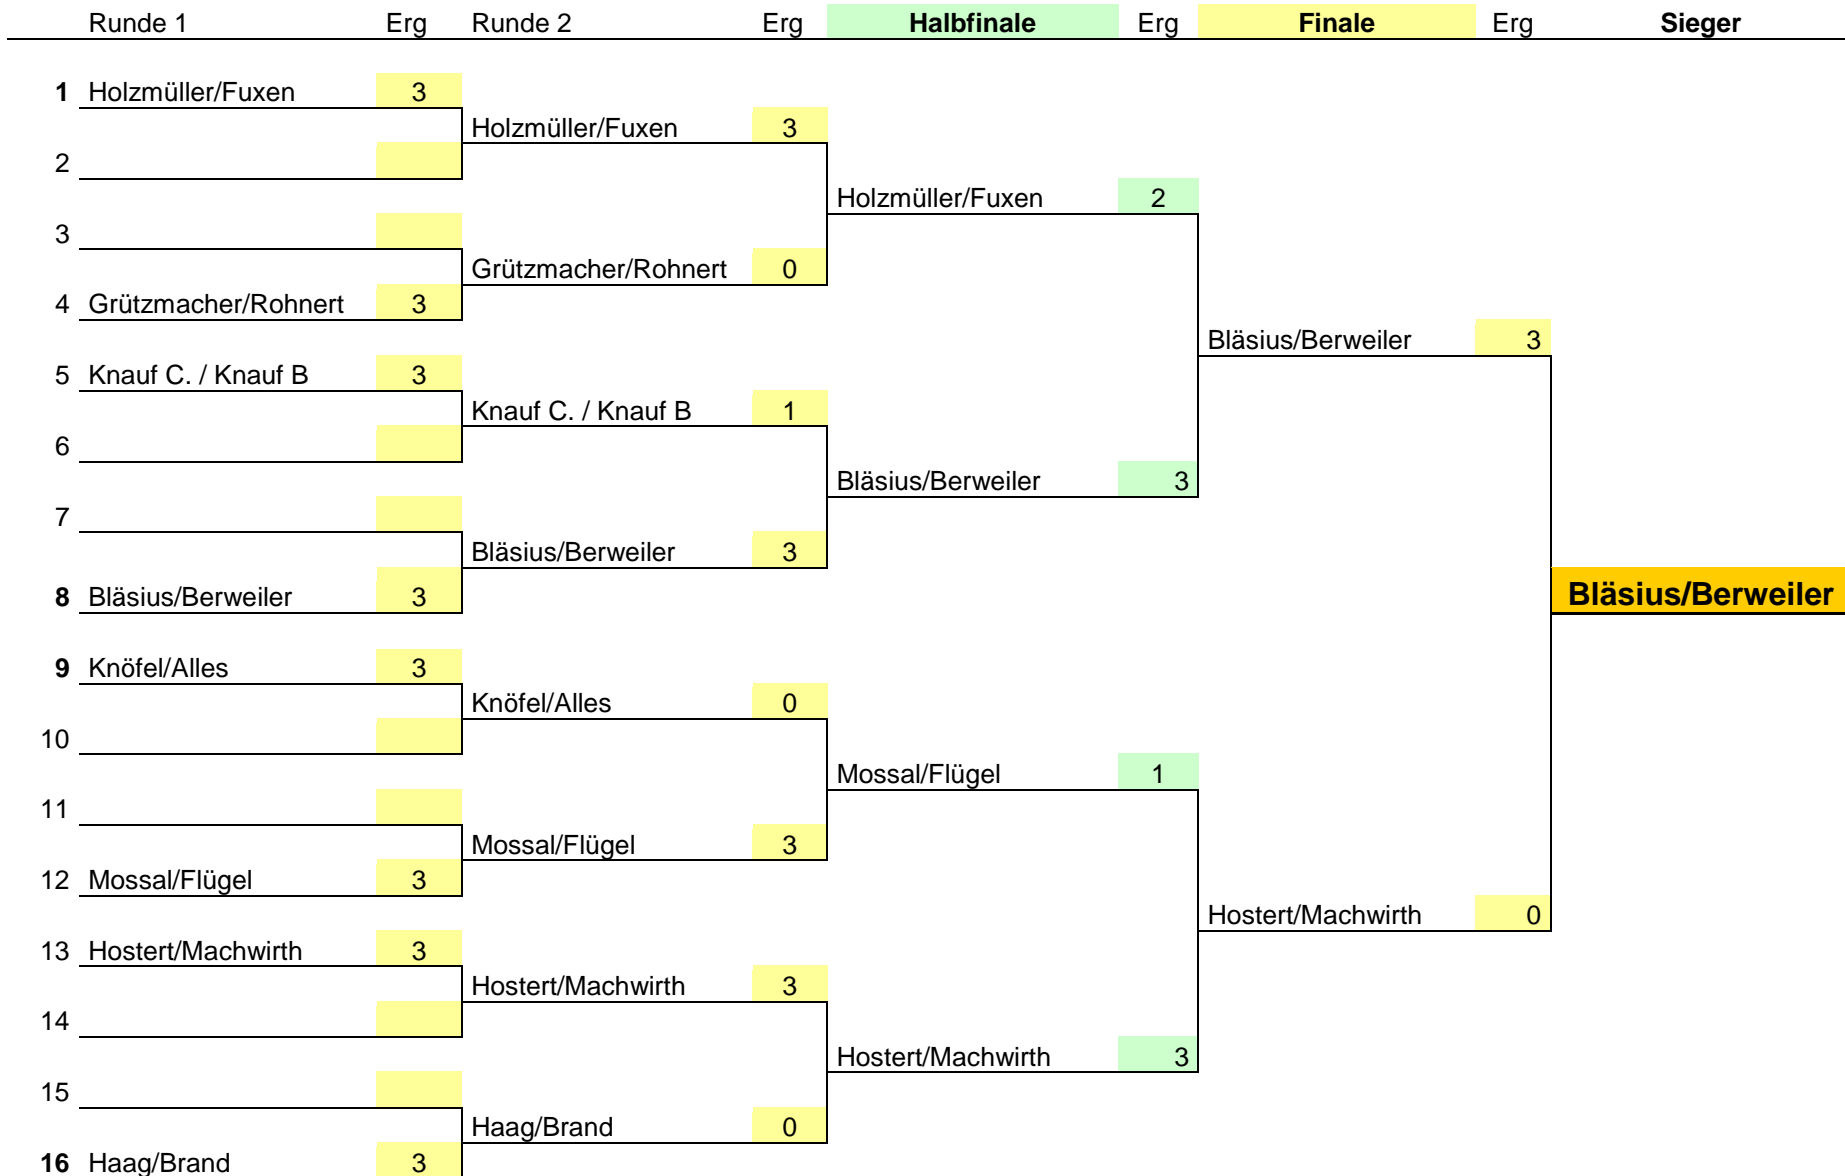 Runde 1 Erg Runde 2 Erg Halbfinale Erg Finale Erg Sieger
1 Holzmüller/Fuxen 3
Holzmüller/Fuxen 3
2
Holzmüller/Fuxen 2
3
Grützmacher/Rohnert 0
4 Grützmacher/Rohnert 3
Bläsius/Berweiler 3
5 Knauf C. / Knauf B 3
Knauf C. / Knauf B 1
6
Bläsius/Berweiler 3
7
Bläsius/Berweiler 3
8 Bläsius/Berweiler 3 Bläsius/Berweiler
9 Knöfel/Alles 3
Knöfel/Alles 0
10
Mossal/Flügel 1
11
Mossal/Flügel 3
12 Mossal/Flügel 3
Hostert/Machwirth 0
13 Hostert/Machwirth 3
Hostert/Machwirth 3
14
Hostert/Machwirth 3
15
Haag/Brand 0
16 Haag/Brand 3